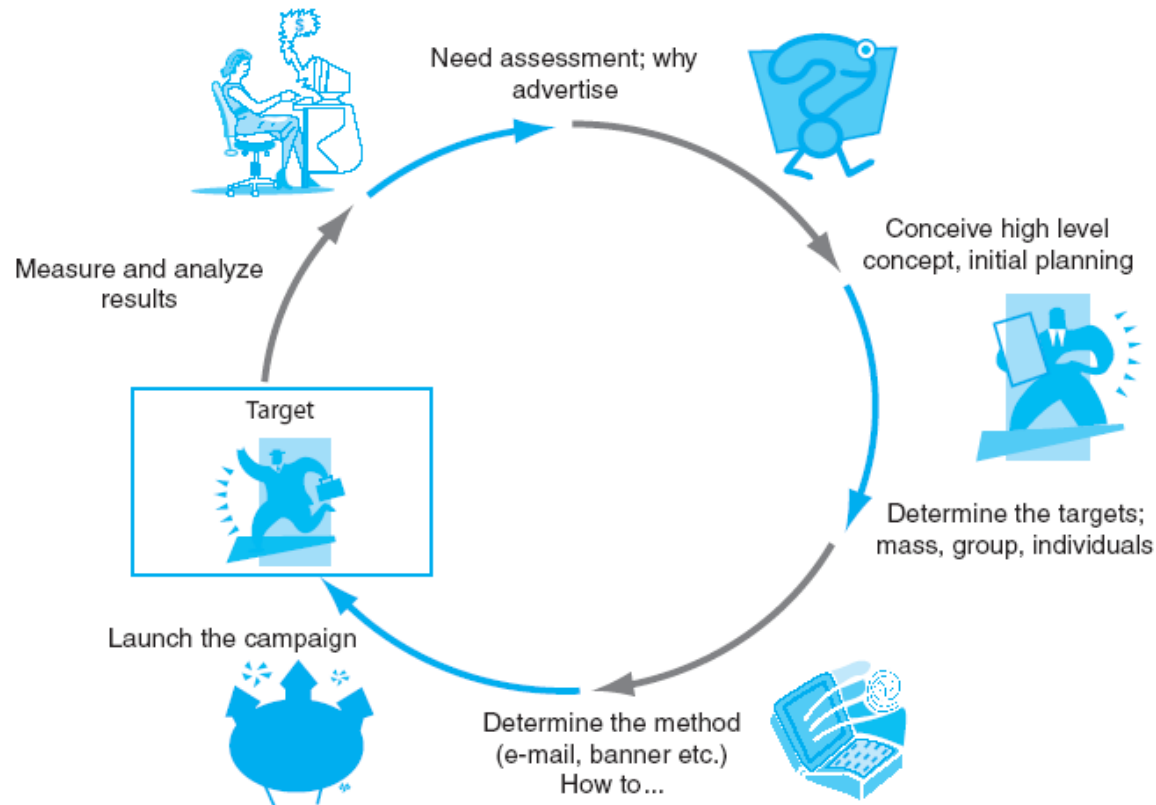 Need assessment; why
advertise
Conceive high level
concept, initial planning
Determine the targets;
mass, group, individuals
Determine the method
(e-mail, banner etc.)
How to...
Launch the campaign
Target
Measure and analyze
results
$